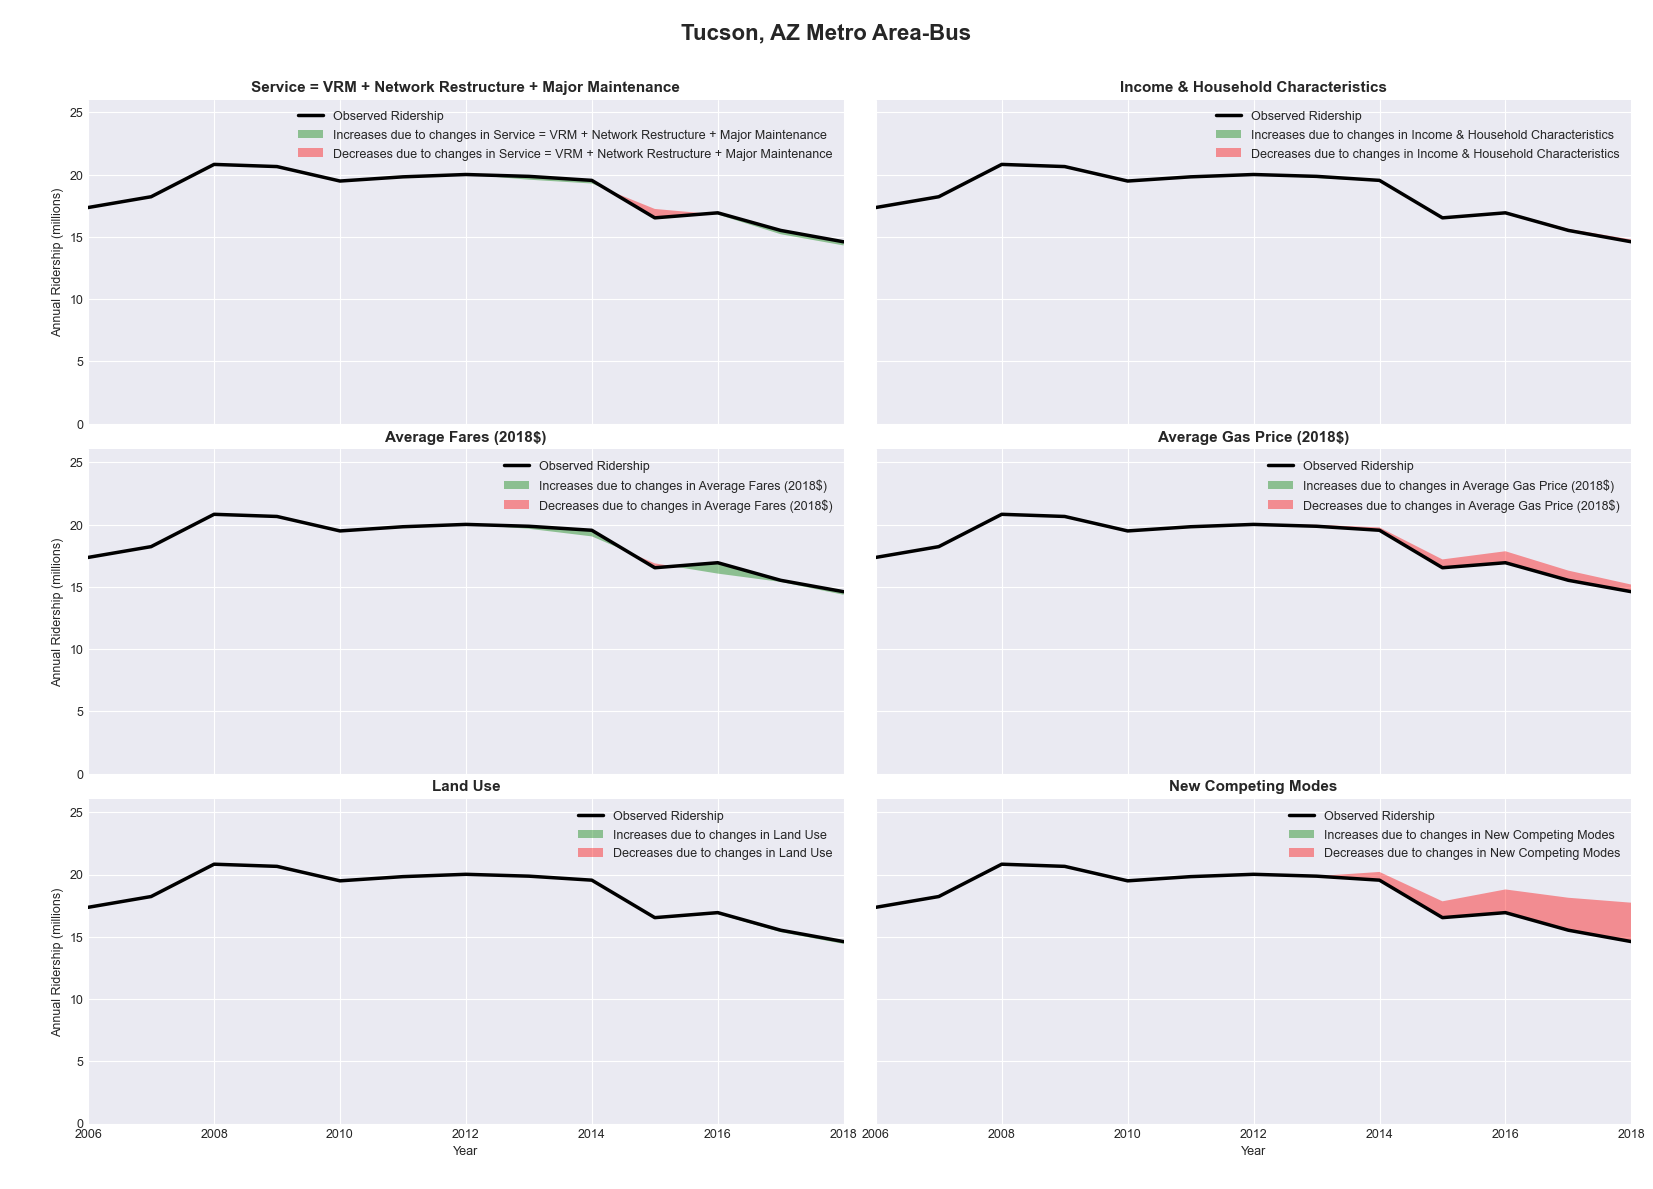 Tucson, AZ Metro Area-Bus
Service = VRM + Network Restructure + Major Maintenance
Observed Ridership
Increases due to changes in Service = VRM + Network Restructure + Major Maintenance
Decreases due to changes in Service = VRM + Network Restructure + Major Maintenance
25
20
15
10
5
0
Annual Ridership (millions)
Income & Household Characteristics
Observed Ridership
Increases due to changes in Income & Household Characteristics
Decreases due to changes in Income & Household Characteristics
Average Fares (2018$)
Observed Ridership
Increases due to changes in Average Fares (2018$)
Decreases due to changes in Average Fares (2018$)
25
20
15
10
5
0
Annual Ridership (millions)
Average Gas Price (2018$)
Observed Ridership
Increases due to changes in Average Gas Price (2018$)
Decreases due to changes in Average Gas Price (2018$)
Land Use
Observed Ridership
Increases due to changes in Land Use
Decreases due to changes in Land Use
25
20
15
10
5
0
Annual Ridership (millions)
2006 2008 2010 2012 2014 2016 2018
Year
New Competing Modes
Observed Ridership
Increases due to changes in New Competing Modes
Decreases due to changes in New Competing Modes
2006 2008 2010 2012 2014 2016 2018
Year